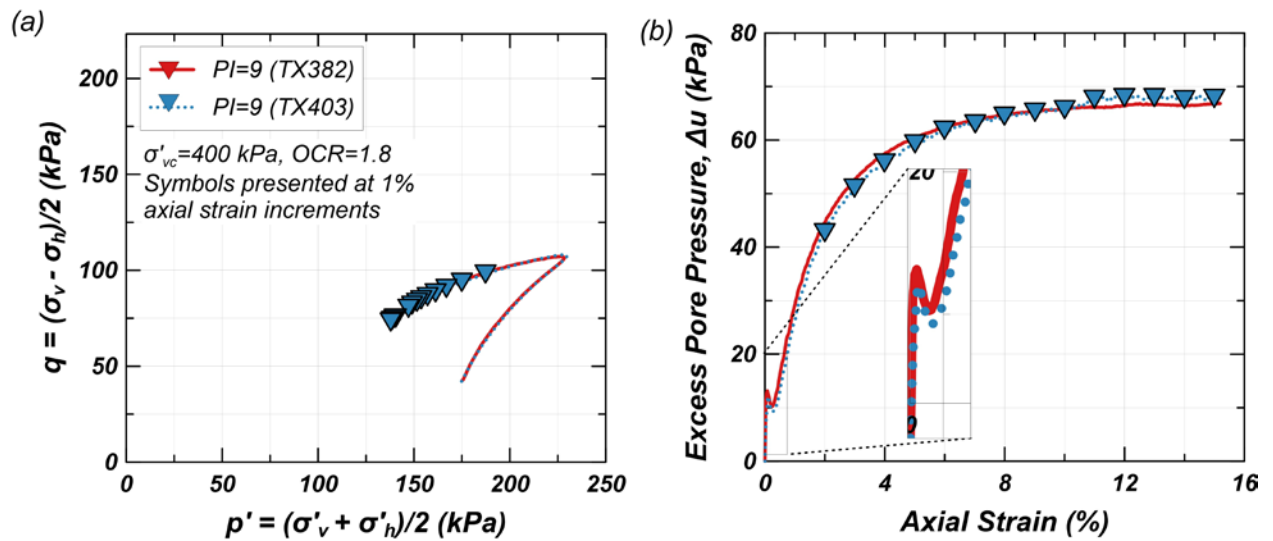 (a)
q = (σv - σh)/2 (kPa)
200
150
100
50
0
PI=9 (TX382)
PI=9 (TX403)
σ'vc=400 kPa, OCR=1.8
Symbols presented at 1%
axial strain increments
0 50 100 150 200 250
p' = (σ'v + σ'h)/2 (kPa)
(b)
Excess Pore Pressure, Δu (kPa)
80
60
40
20
0
20
0
0 4 8 12 16
Axial Strain (%)